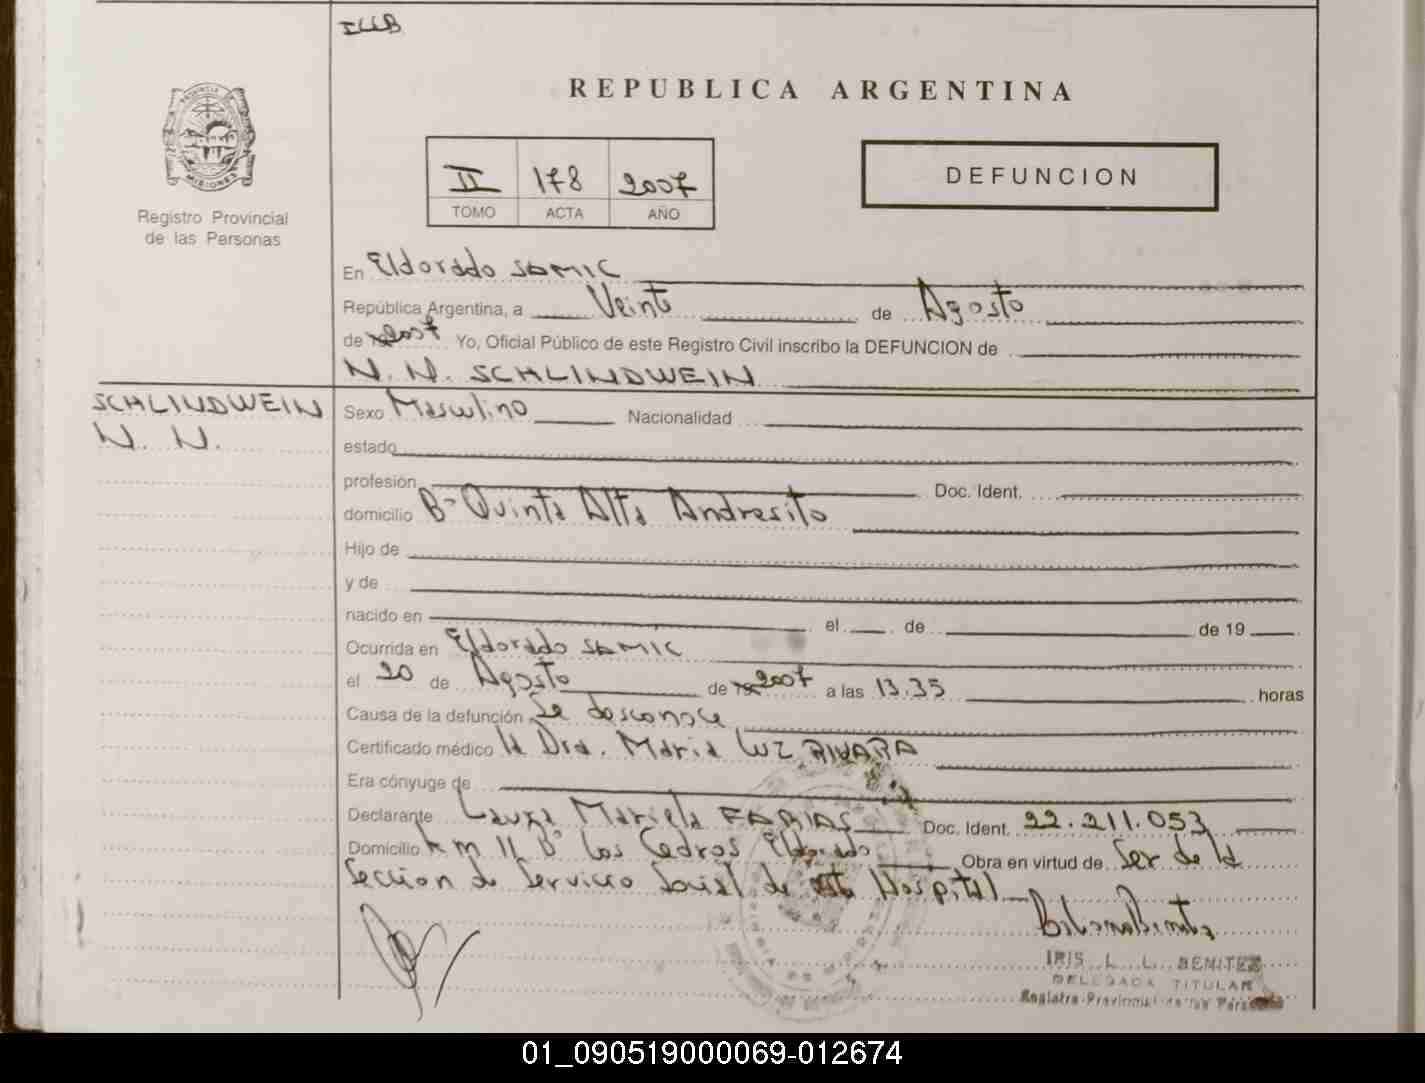 ILLB
REPUBLICA ARGENTINA
PROVINCIA DE MISIONES
II 178 2007
TOMO ACTA AÑO
DEFUNCION
Registro Provincial
de las Personas
En Eldorado SAMIC
República Argentina, a Veinte de Agosto
de 2007 Yo, Oficial Público de este Registro Civil inscribo la DEFUNCION de
N. N. SCHLINDWEIN
SCHLINDWEIN
N. N.
Sexo Masculino Nacionalidad
estado
profesión Doc. Ident.
domicilio Bº Quinta Alta Andresito
Hijo de
y de
nacido en el de de 19
Ocurrida en Eldorado SAMIC
el 20 de Agosto de 2007 a las 13.35 horas
Causa de la defunción Se desconoce
Certificado médico la Dra. Maria Luz RIVARA
Era cónyuge de
Declarante Laura Mariela FARIAS Doc. Ident. 22.211.053
Domicilio km 11 Bº Los Cedros Eldorado Obra en virtud de Ser de la
Seccion de Servicio Social de este Hospital
IRIS L. L. BENITEZ
DELEGADA TITULAR
Registro Provincial de las Personas
01_090519000069-012674